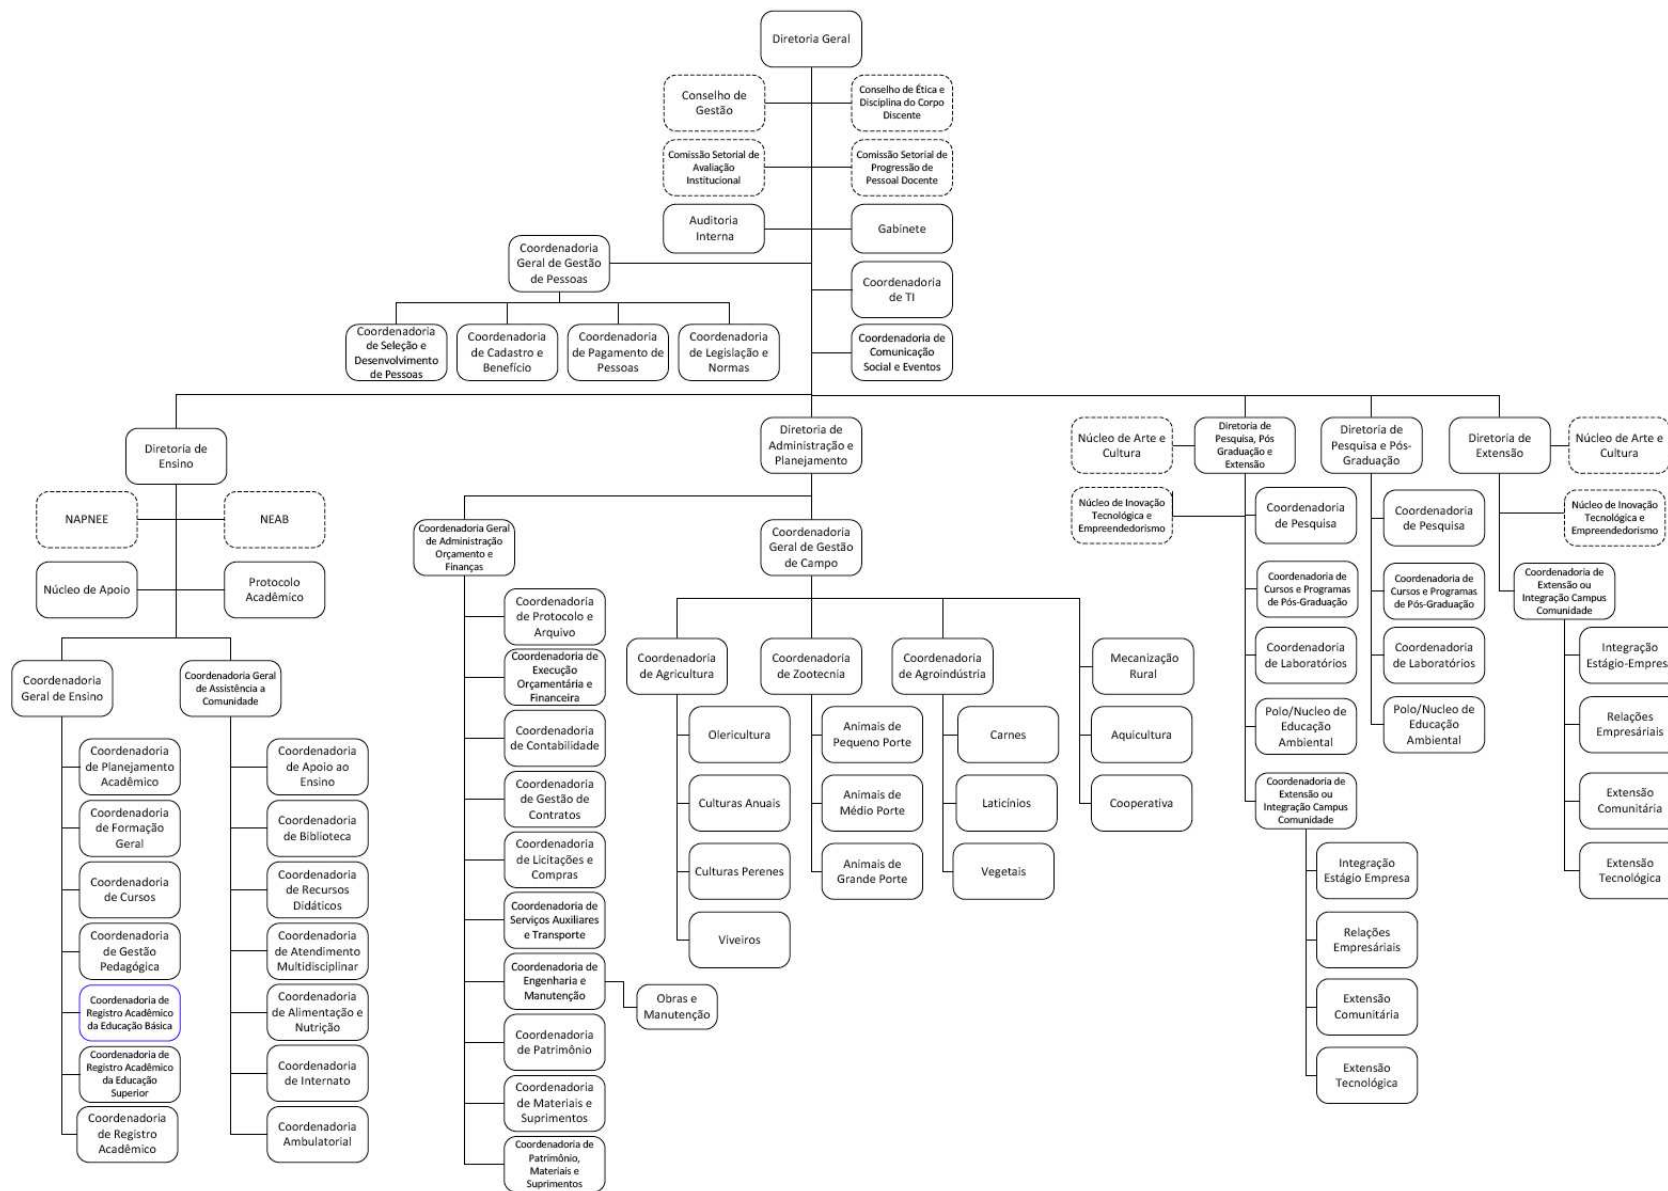 Diretoria Geral
Conselho de
Gestão
Conselho de Ética e
Disciplina do Corpo
Discente
Comissão Setorial de
Avaliação
Institucional
Comissão Setorial de
Progressão de
Pessoal Docente
Auditoria
Interna
Gabinete
Coordenadoria
Geral de Gestão
de Pessoas
Coordenadoria
de TI
Coordenadoria
de Seleção e
Desenvolvimento
de Pessoas
Coordenadoria
de Cadastro e
Benefício
Coordenadoria
de Pagamento de
Pessoas
Coordenadoria
de Legislação e
Normas
Coordenadoria de
Comunicação
Social e Eventos
Diretoria de
Ensino
NAPNEE
NEAB
Núcleo de Apoio
Protocolo
Acadêmico
Coordenadoria
Geral de Ensino
Coordenadoria Geral
de Assistência a
Comunidade
Coordenadoria
de Planejamento
Acadêmico
Coordenadoria
de Formação
Geral
Coordenadoria
de Cursos
Coordenadoria
de Gestão
Pedagógica
Coordenadoria de
Registro Acadêmico
da Educação Básica
Coordenadoria de
Registro Acadêmico
da Educação
Superior
Coordenadoria
de Registro
Acadêmico
Coordenadoria
de Apoio ao
Ensino
Coordenadoria
de Biblioteca
Coordenadoria
de Recursos
Didáticos
Coordenadoria
de Atendimento
Multidisciplinar
Coordenadoria
de Alimentação e
Nutrição
Coordenadoria
de Internato
Coordenadoria
Ambulatorial
Diretoria de
Administração e
Planejamento
Coordenadoria Geral
de Administração
Orçamento e
Finanças
Coordenadoria
de Protocolo e
Arquivo
Coordenadoria de
Execução
Orçamentária e
Financeira
Coordenadoria
de Contabilidade
Coordenadoria
de Gestão de
Contratos
Coordenadoria
de Licitações e
Compras
Coordenadoria de
Serviços Auxiliares
e Transporte
Coordenadoria de
Engenharia e
Manutenção
Obras e
Manutenção
Coordenadoria
de Patrimônio
Coordenadoria
de Materiais e
Suprimentos
Coordenadoria de
Patrimônio,
Materiais e
Suprimentos
Coordenadoria
Geral de Gestão
de Campo
Coordenadoria
de Agricultura
Olericultura
Culturas Anuais
Culturas Perenes
Viveiros
Coordenadoria
de Zootecnia
Animais de
Pequeno Porte
Animais de
Médio Porte
Animais de
Grande Porte
Coordenadoria
de Agroindústria
Carnes
Laticínios
Vegetais
Mecanização
Rural
Aquicultura
Cooperativa
Núcleo de Arte e
Cultura
Diretoria de
Pesquisa, Pós
Graduação e
Extensão
Núcleo de Inovação
Tecnológica e
Empreendedorismo
Coordenadoria
de Pesquisa
Coordenadoria de
Cursos e Programas
de Pós-Graduação
Coordenadoria
de Laboratórios
Polo/Nucleo de
Educação
Ambiental
Coordenadoria de
Extensão ou
Integração Campus
Comunidade
Integração
Estágio Empresa
Relações
Empresáriais
Extensão
Comunitária
Extensão
Tecnológica
Diretoria de
Pesquisa e Pós-
Graduação
Coordenadoria
de Pesquisa
Coordenadoria de
Cursos e Programas
de Pós-Graduação
Coordenadoria
de Laboratórios
Polo/Nucleo de
Educação
Ambiental
Diretoria de
Extensão
Núcleo de Arte e
Cultura
Núcleo de Inovação
Tecnológica e
Empreendedorismo
Coordenadoria de
Extensão ou
Integração Campus
Comunidade
Integração
Estágio-Empresa
Relações
Empresáriais
Extensão
Comunitária
Extensão
Tecnológica